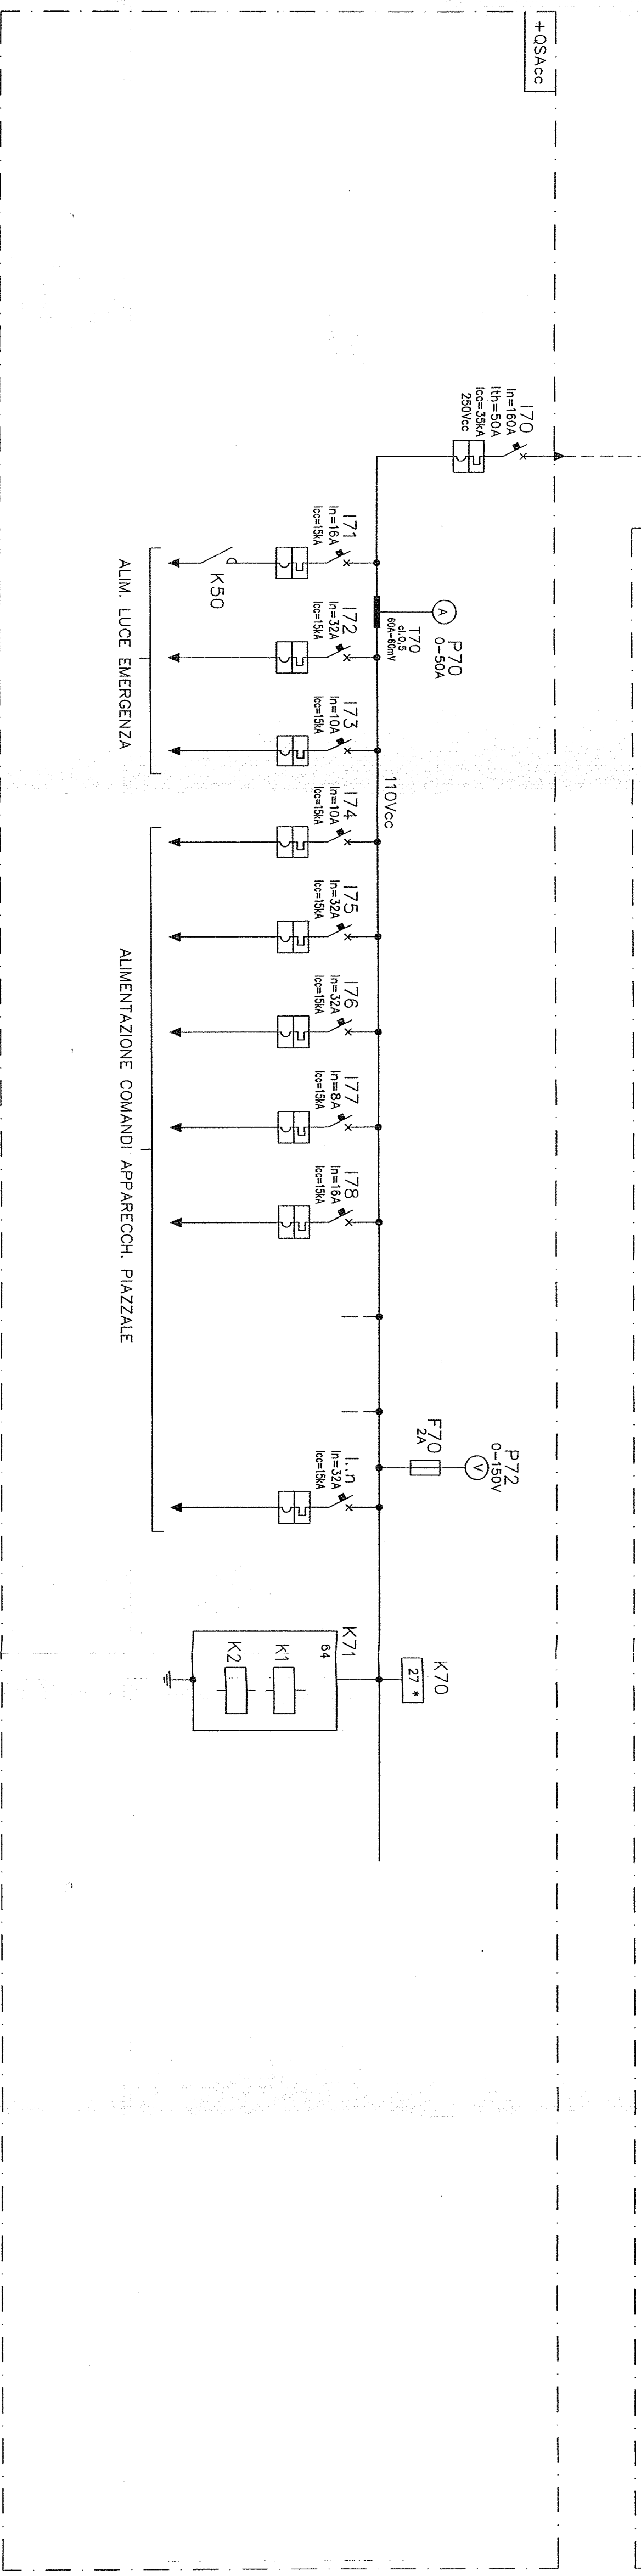 +QSAcc
I70
In=160A
Ith=50A
Icc=35kA
250Vcc
P70
0-50A
A
T70
cl.0,5
60A-60mV
110Vcc
I71
In=16A
Icc=15kA
K50
I72
In=32A
Icc=15kA
I73
In=10A
Icc=15kA
I74
In=10A
Icc=15kA
I75
In=32A
Icc=15kA
I76
In=32A
Icc=15kA
I77
In=8A
Icc=15kA
I78
In=16A
Icc=15kA
P72
0-150V
V
F70
2A
I..n
In=32A
Icc=15kA
K70
27 *
K71
64
K1
K2
ALIM. LUCE EMERGENZA
ALIMENTAZIONE COMANDI APPARECCH. PIAZZALE